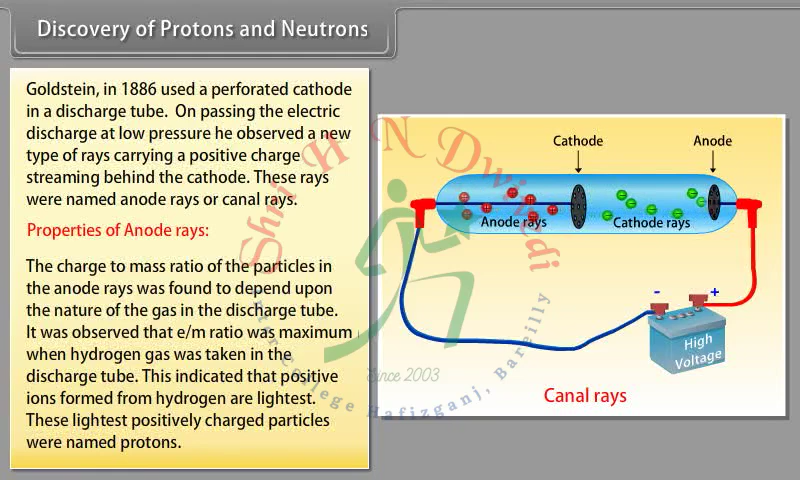 Discovery of Protons and Neutrons
Goldstein, in 1886 used a perforated cathode
in a discharge tube. On passing the electric
discharge at low pressure he observed a new
type of rays carrying a positive charge
streaming behind the cathode. These rays
were named anode rays or canal rays.
Properties of Anode rays:
The charge to mass ratio of the particles in
the anode rays was found to depend upon
the nature of the gas in the discharge tube.
It was observed that e/m ratio was maximum
when hydrogen gas was taken in the
discharge tube. This indicated that positive
ions formed from hydrogen are lightest.
These lightest positively charged particles
were named protons.
Cathode
Anode
Anode rays
Cathode rays
- +
High
Voltage
Canal rays
Shri H N Dwivedi
Since 2003
Inter College Hafizganj, Bareilly